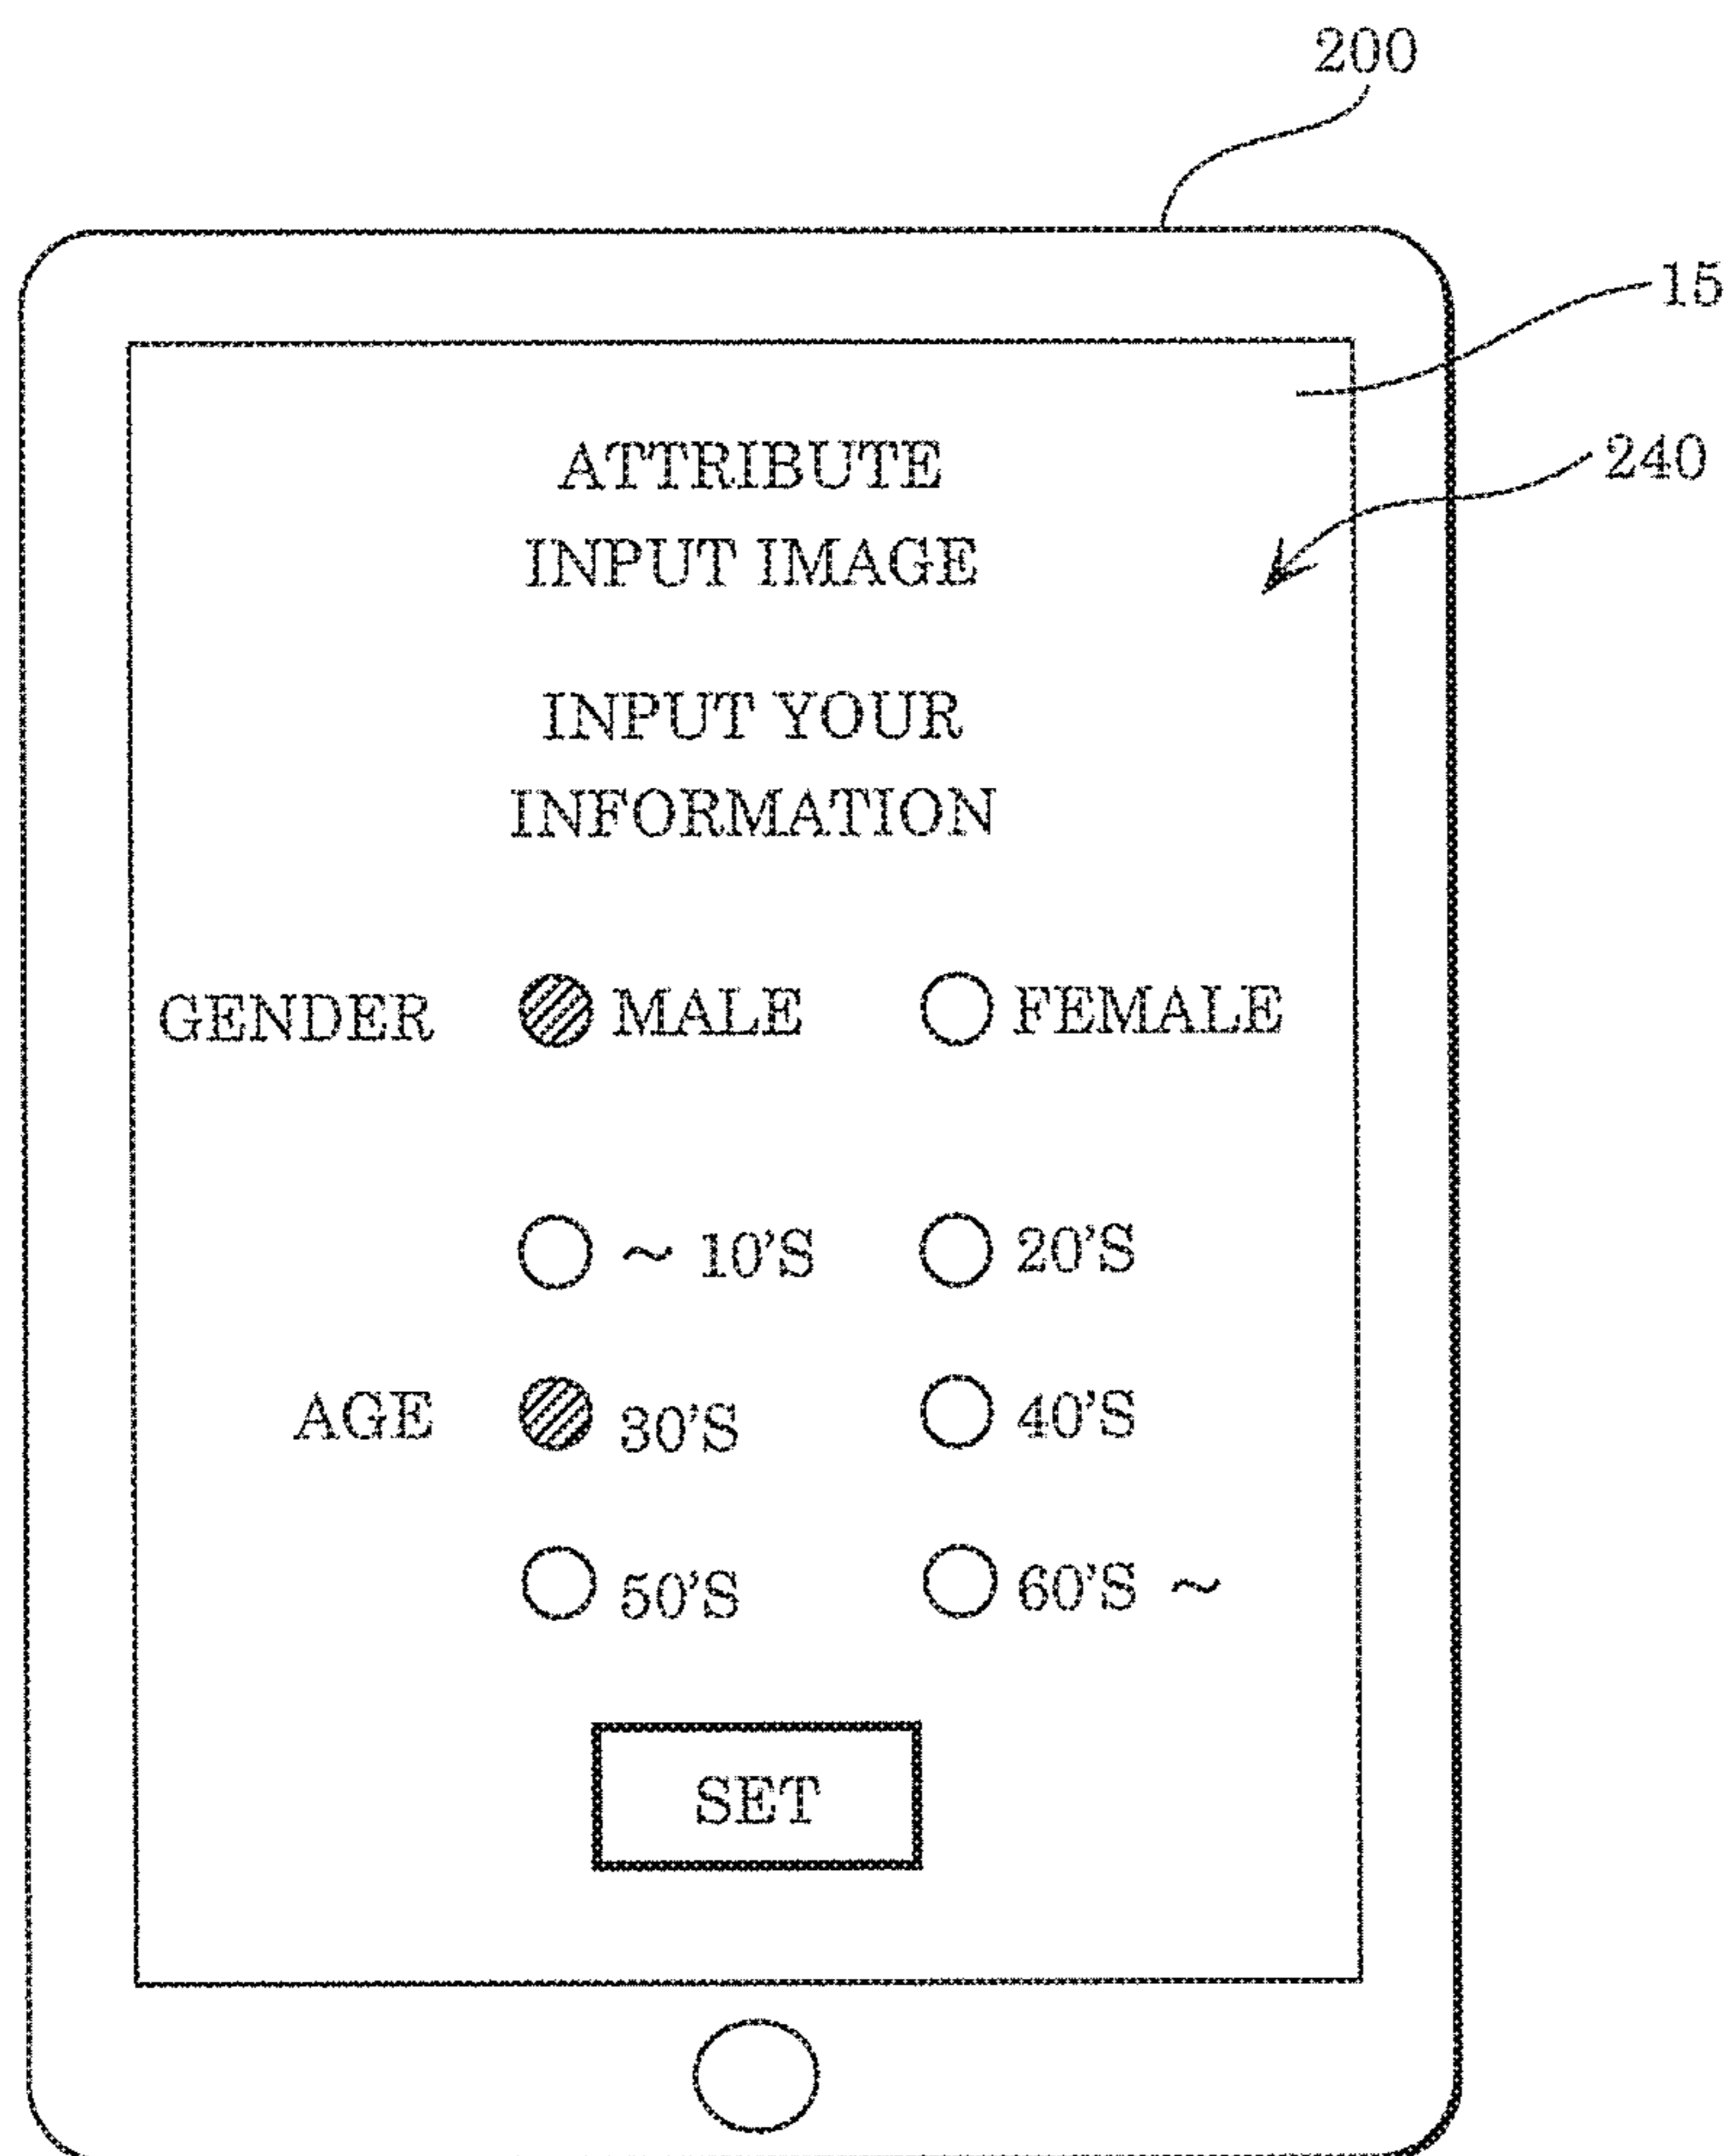 200
15
240
ATTRIBUTE
INPUT IMAGE
INPUT YOUR
INFORMATION
GENDER MALE FEMALE
~ 10'S 20'S
AGE 30'S 40'S
50'S 60'S ~
SET